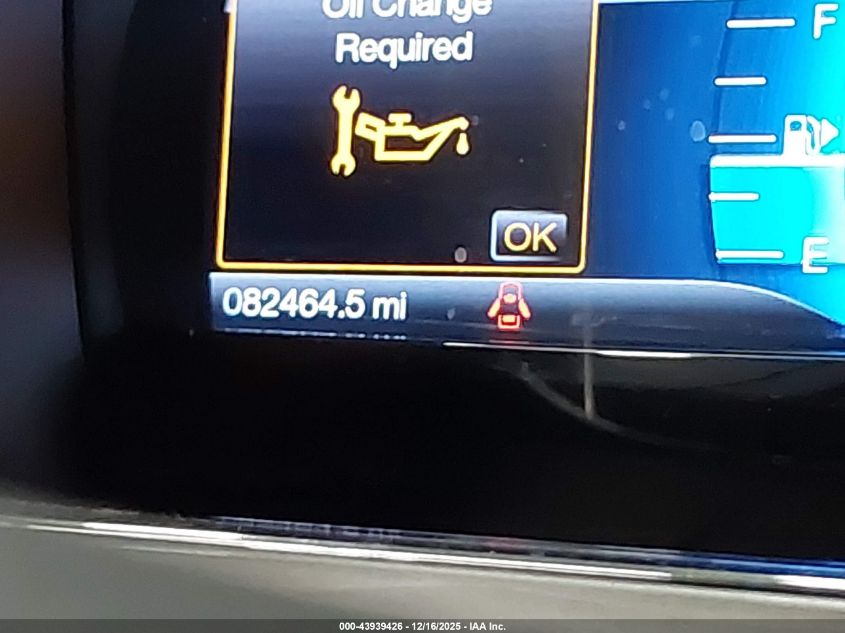 Oil Change
Required
OK
F
E
082464.5 mi
000-43939426 - 12/16/2025 - IAA Inc.